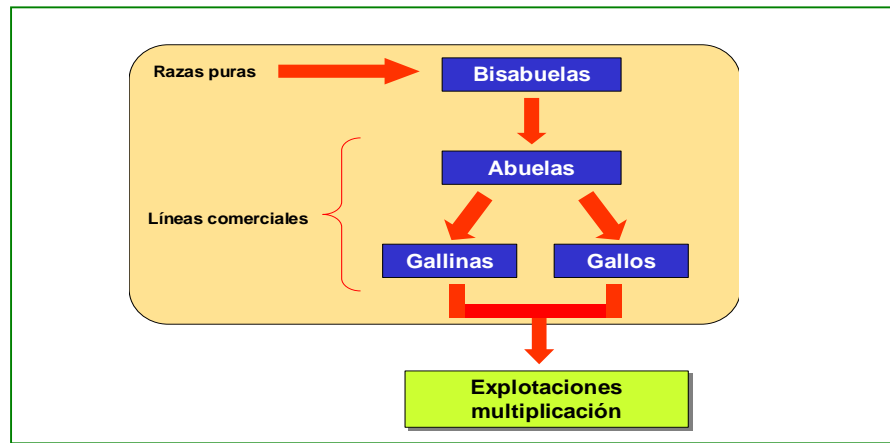 Razas puras
Bisabuelas
Abuelas
Líneas comerciales
Gallinas
Gallos
Explotaciones
multiplicación